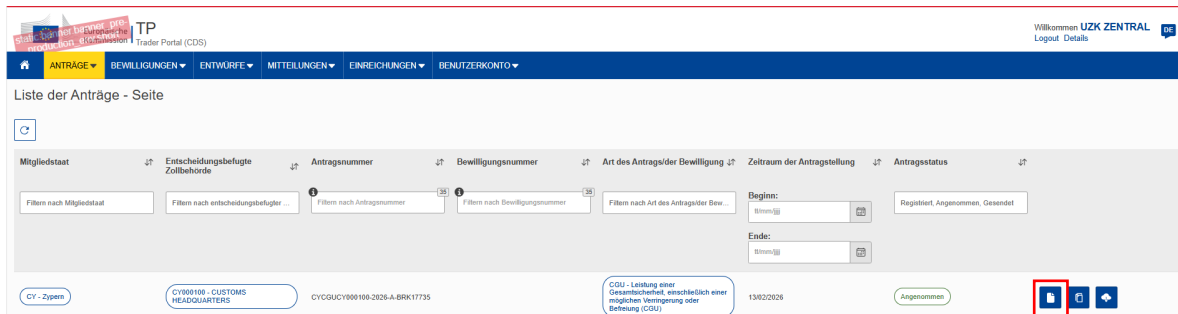 static banner banner_pre-
production_elements
Europäische
Kommission
TP
Trader Portal (CDS)
Willkommen UZK ZENTRAL
Logout Details
DE
ANTRÄGE
BEWILLIGUNGEN
ENTWÜRFE
MITTEILUNGEN
EINREICHUNGEN
BENUTZERKONTO
Liste der Anträge - Seite
Mitgliedstaat
Entscheidungsbefugte
Zollbehörde
Antragsnummer
Bewilligungsnummer
Art des Antrags/der Bewilligung
Zeitraum der Antragstellung
Antragsstatus
Filtern nach Mitgliedstaat
Filtern nach entscheidungsbefugter ...
35
Filtern nach Antragsnummer
35
Filtern nach Bewilligungsnummer
Filtern nach Art des Antrags/der Bew...
Beginn:
tt/mm/jjjj
Ende:
tt/mm/jjjj
Registriert, Angenommen, Gesendet
CY - Zypern
CY000100 - CUSTOMS
HEADQUARTERS
CYCGUCY000100-2026-A-BRK17735
CGU - Leistung einer
Gesamtsicherheit, einschließlich einer
möglichen Verringerung oder
Befreiung (CGU)
13/02/2026
Angenommen